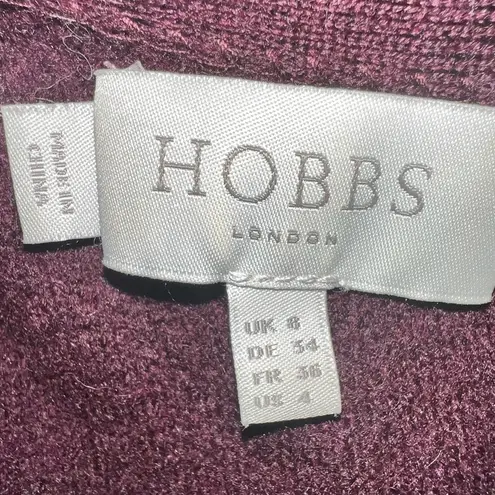 MADE IN
CHINA
HOBBS
LONDON
UK 8
DE 34
FR 36
US 4